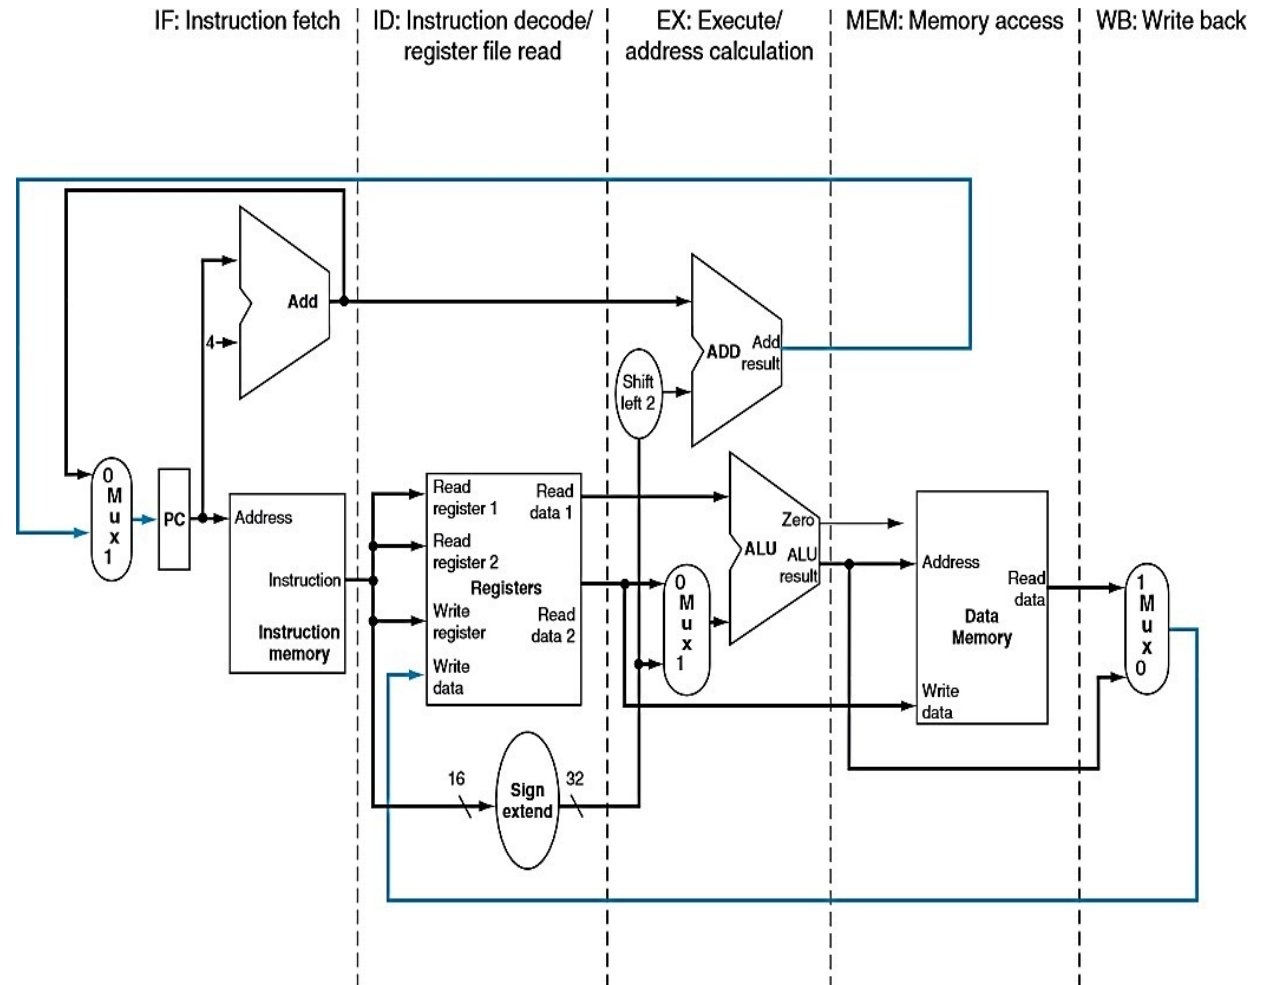 IF: Instruction fetch
ID: Instruction decode/
register file read
EX: Execute/
address calculation
MEM: Memory access
WB: Write back
Add
4
ADD
Add
result
Shift
left 2
0
M
u
x
1
PC
Address
Instruction
Instruction
memory
Read
register 1
Read
register 2
Write
register
Write
data
Registers
Read
data 1
Read
data 2
0
M
u
x
1
Zero
ALU
ALU
result
Address
Read
data
Data
Memory
Write
data
1
M
u
x
0
16
Sign
extend
32